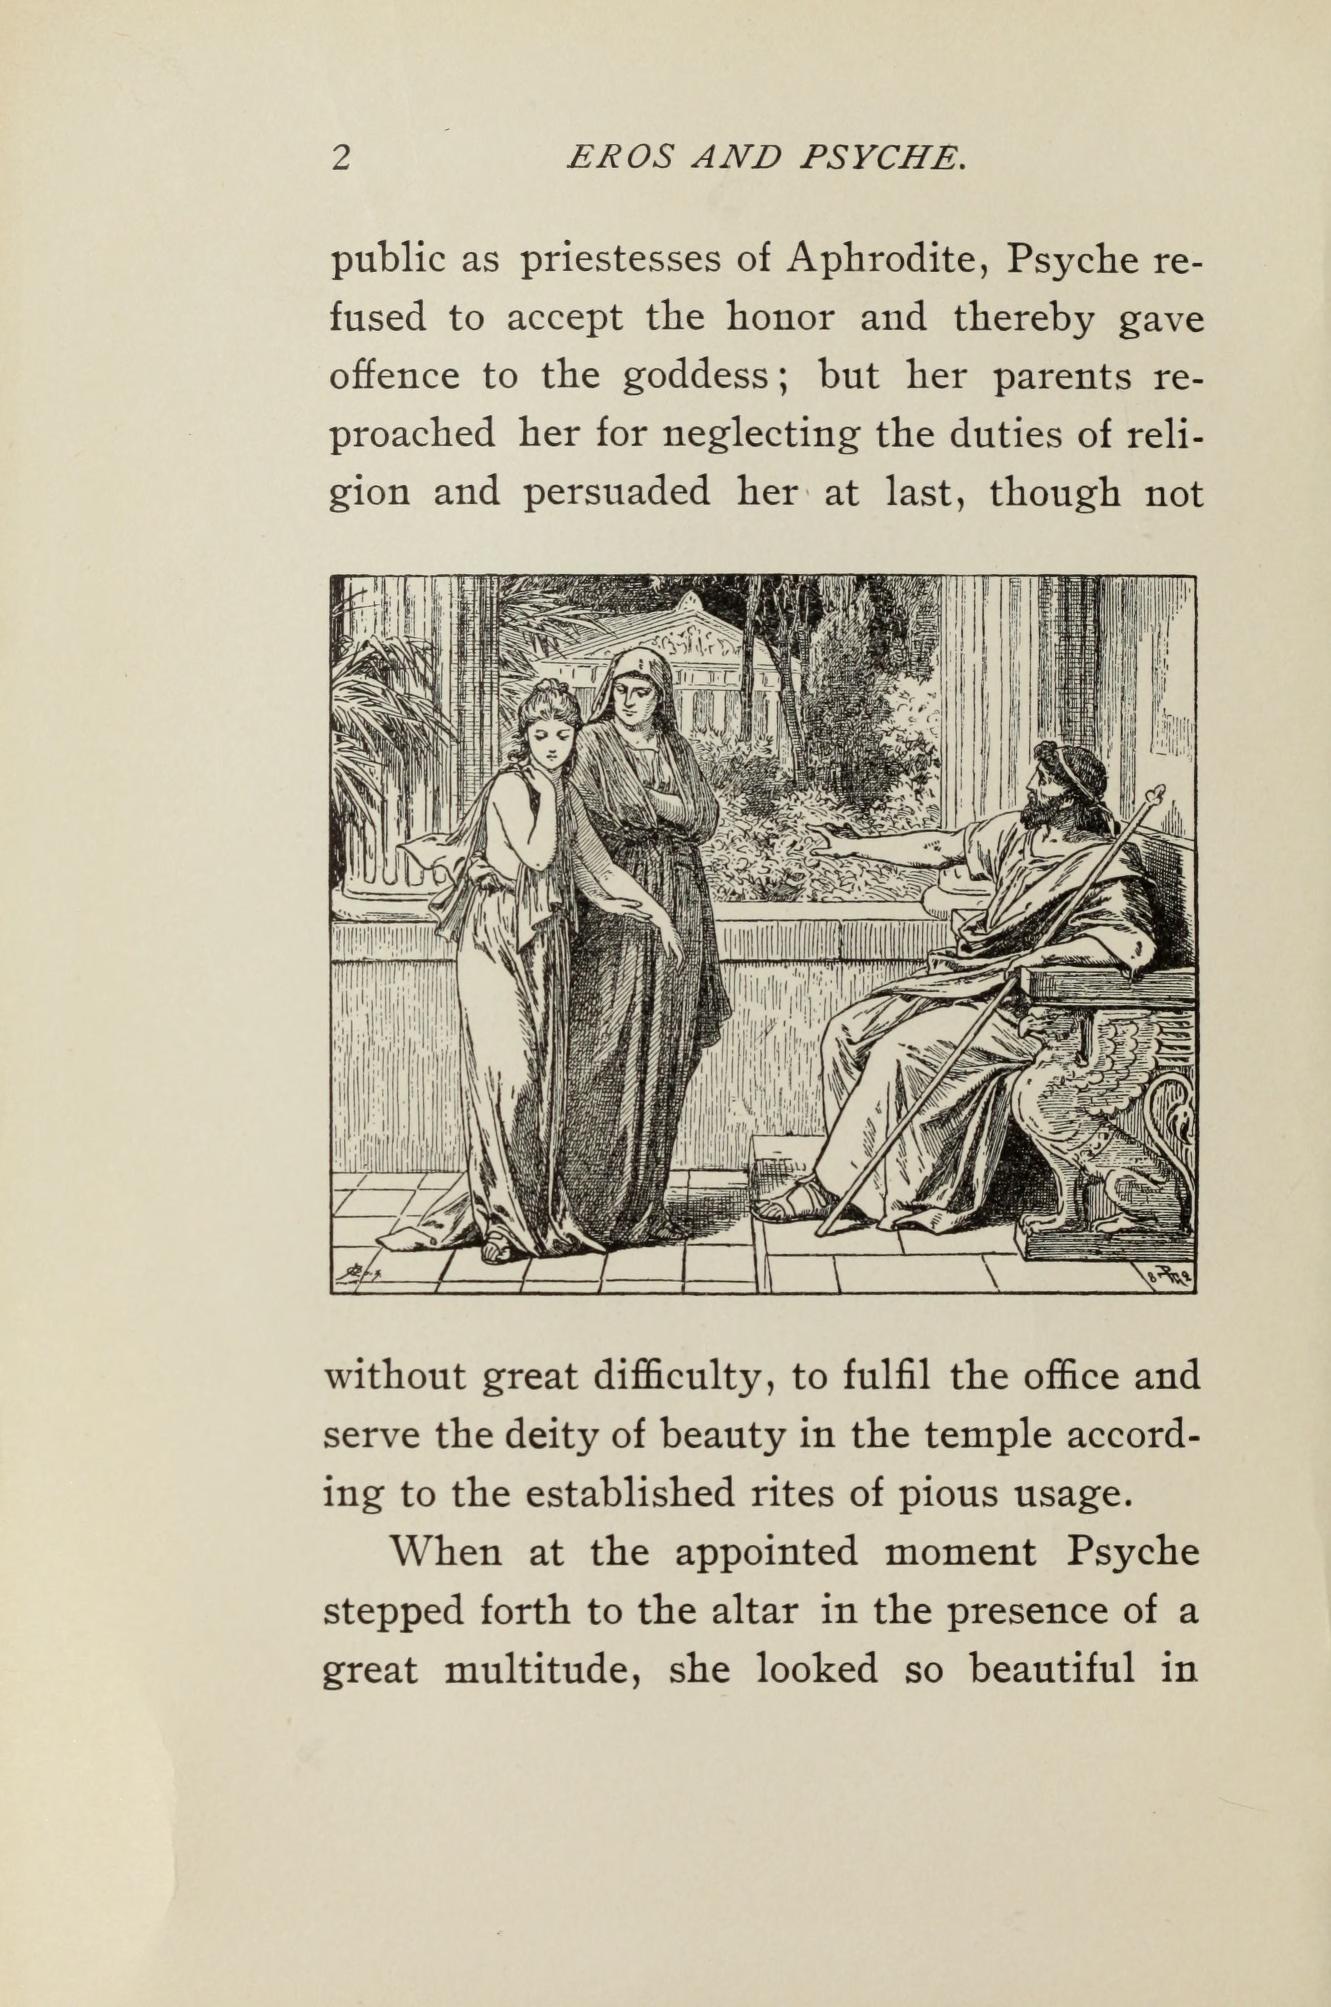 2 EROS AND PSYCHE.
public as priestesses of Aphrodite, Psyche re-
fused to accept the honor and thereby gave
offence to the goddess; but her parents re-
proached her for neglecting the duties of reli-
gion and persuaded her at last, though not
without great difficulty, to fulfil the office and
serve the deity of beauty in the temple accord-
ing to the established rites of pious usage.
When at the appointed moment Psyche
stepped forth to the altar in the presence of a
great multitude, she looked so beautiful in